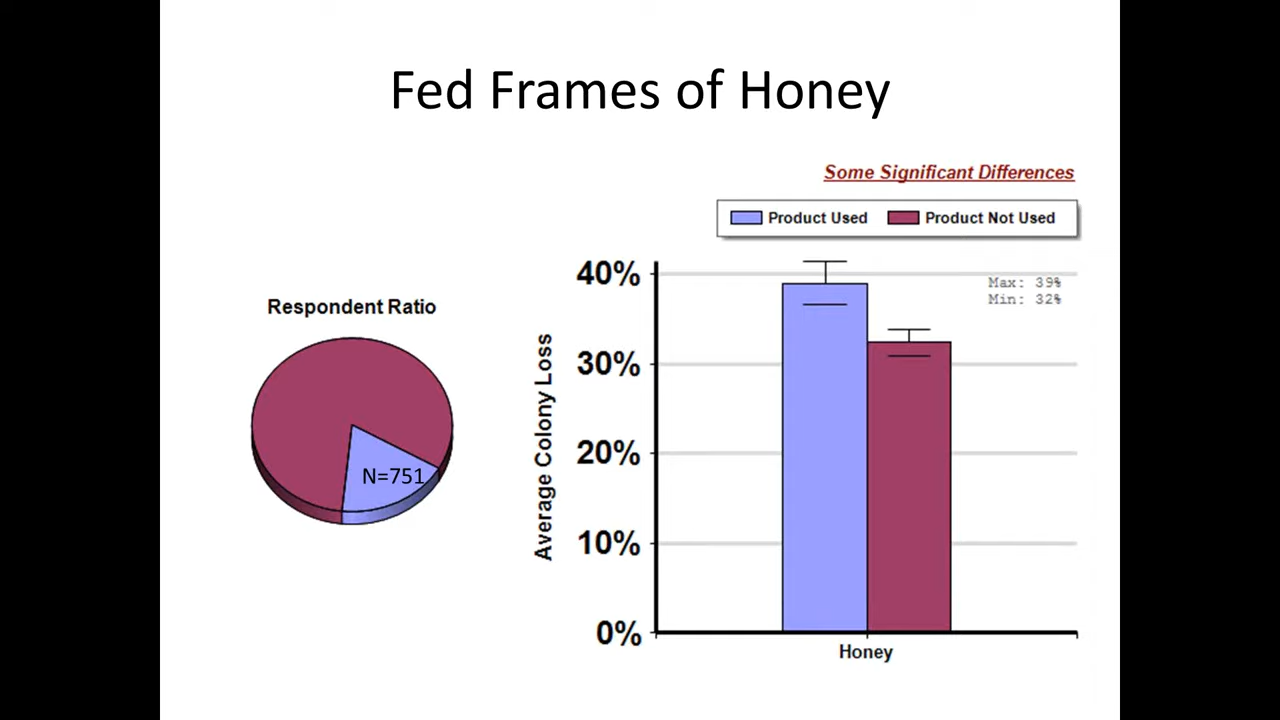 Fed Frames of Honey
Some Significant Differences
Product Used Product Not Used
Respondent Ratio
N=751
Average Colony Loss
40%
30%
20%
10%
0%
Max: 39%
Min: 32%
Honey